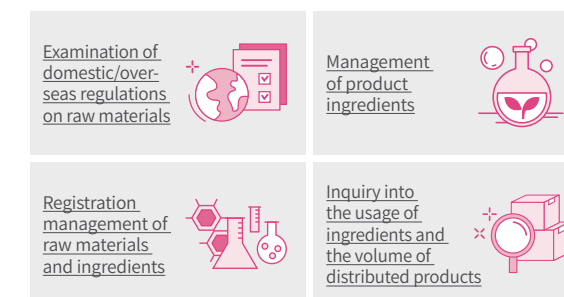 Examination of
domestic/over-
seas regulations
on raw materials
Management
of product
ingredients
Registration
management of
raw materials
and ingredients
Inquiry into
the usage of
ingredients and
the volume of
distributed products